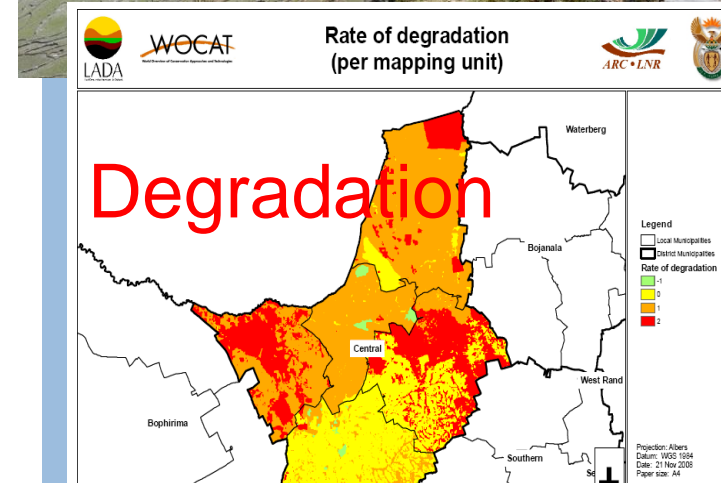 LADA
WOCAT
World Overview of Conservation Approaches and Technologies
Rate of degradation
(per mapping unit)
ARC•LNR
Degradation
Waterberg
Bojanala
Central
West Rand
Bophirima
Southern
Se
Legend
Local Municipalities
District Municipalities
Rate of degradation
-1
0
1
2
Projection: Albers
Datum: WGS 1984
Date: 21 Nov 2008
Paper size: A4